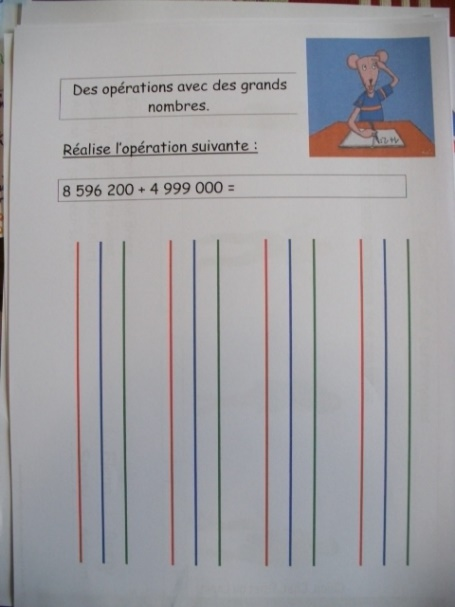 Des opérations avec des grands
nombres.
Réalise l'opération suivante :
8 596 200 + 4 999 000 =